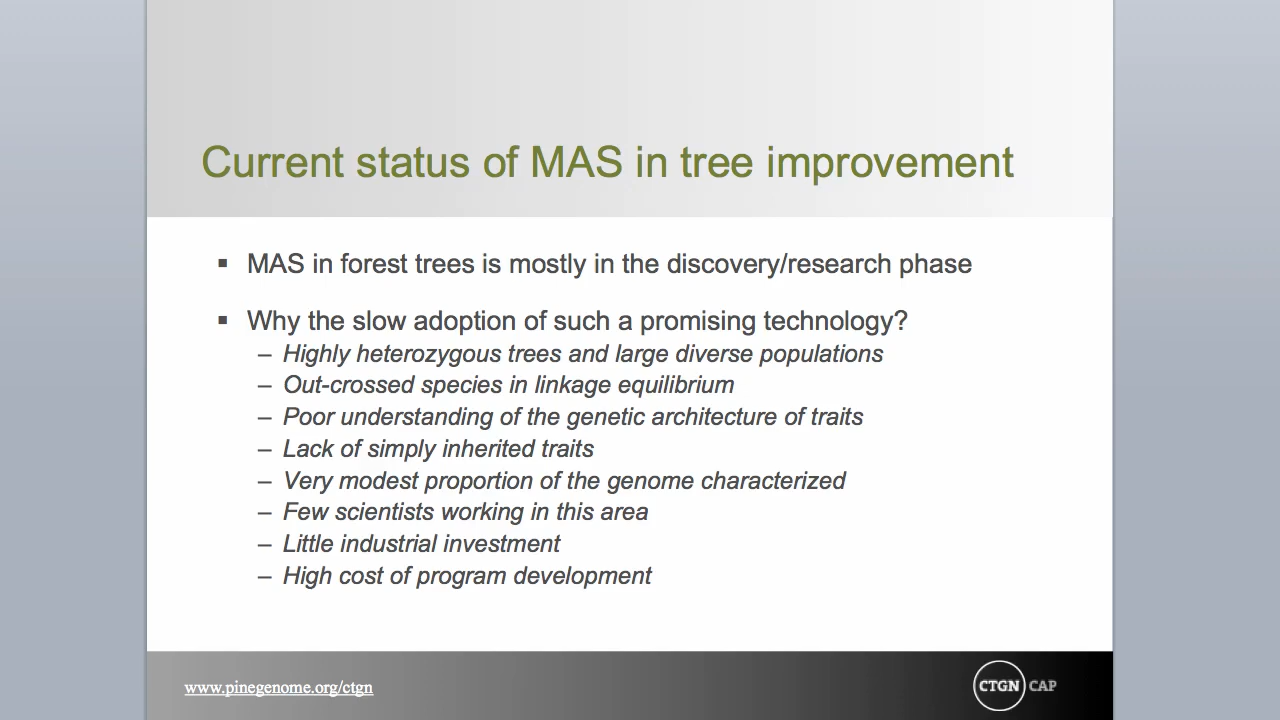 Current status of MAS in tree improvement
▪ MAS in forest trees is mostly in the discovery/research phase
▪ Why the slow adoption of such a promising technology?
– Highly heterozygous trees and large diverse populations
– Out-crossed species in linkage equilibrium
– Poor understanding of the genetic architecture of traits
– Lack of simply inherited traits
– Very modest proportion of the genome characterized
– Few scientists working in this area
– Little industrial investment
– High cost of program development
www.pinegenome.org/ctgn
CTGN CAP